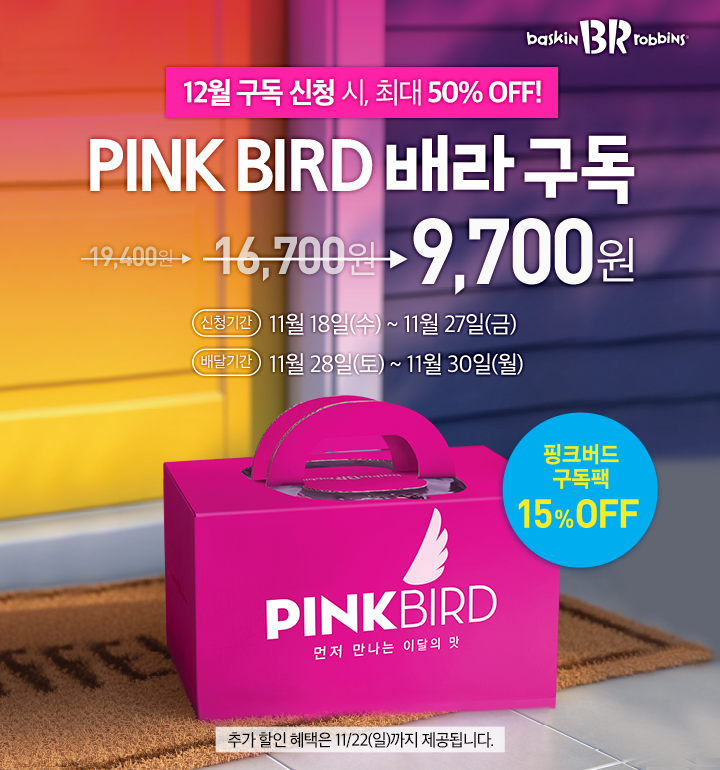 baskin BR robbins
12월 구독 신청 시, 최대 50% OFF!
PINK BIRD 배라 구독
19,400원 16,700원 9,700원
신청기간 11월 18일(수) ~ 11월 27일(금)
배달기간 11월 28일(토) ~ 11월 30일(월)
핑크버드
구독팩
15%OFF
PINKBIRD
먼저 만나는 이달의 맛
추가 할인 혜택은 11/22(일)까지 제공됩니다.